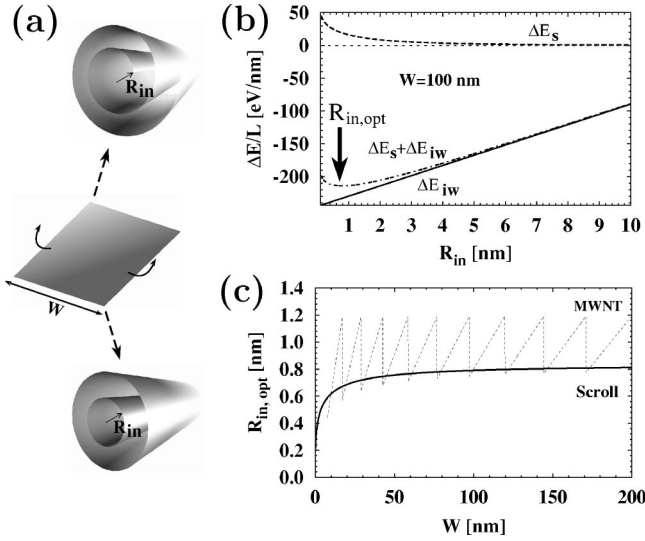 (a)
R_in
W
R_in
(b)
ΔE/L [eV/nm]
50
0
-50
-100
-150
-200
ΔE_s
W=100 nm
R_in,opt
ΔE_s+ΔE_iw
ΔE_iw
1 2 3 4 5 6 7 8 9 10
R_in [nm]
(c)
R_in, opt [nm]
1.4
1.2
1.0
0.8
0.6
0.4
0.2
0.0
MWNT
Scroll
0 50 100 150 200
W [nm]